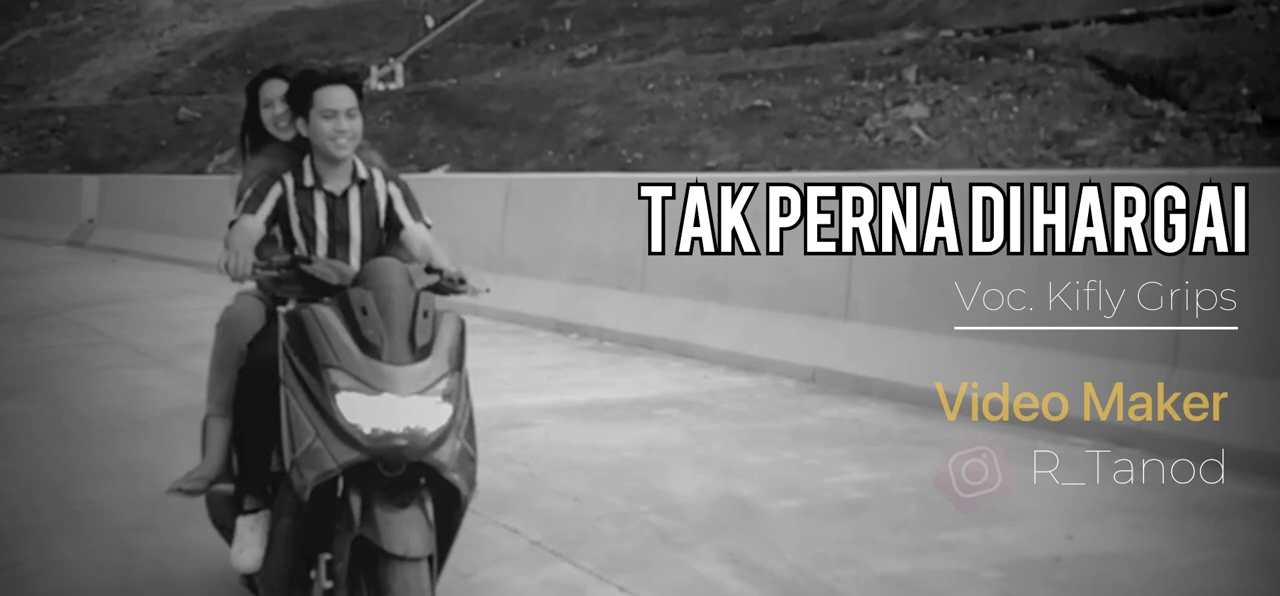 TAK PERNA DI HARGAI
Voc. Kifly Grips
Video Maker
R_Tanod